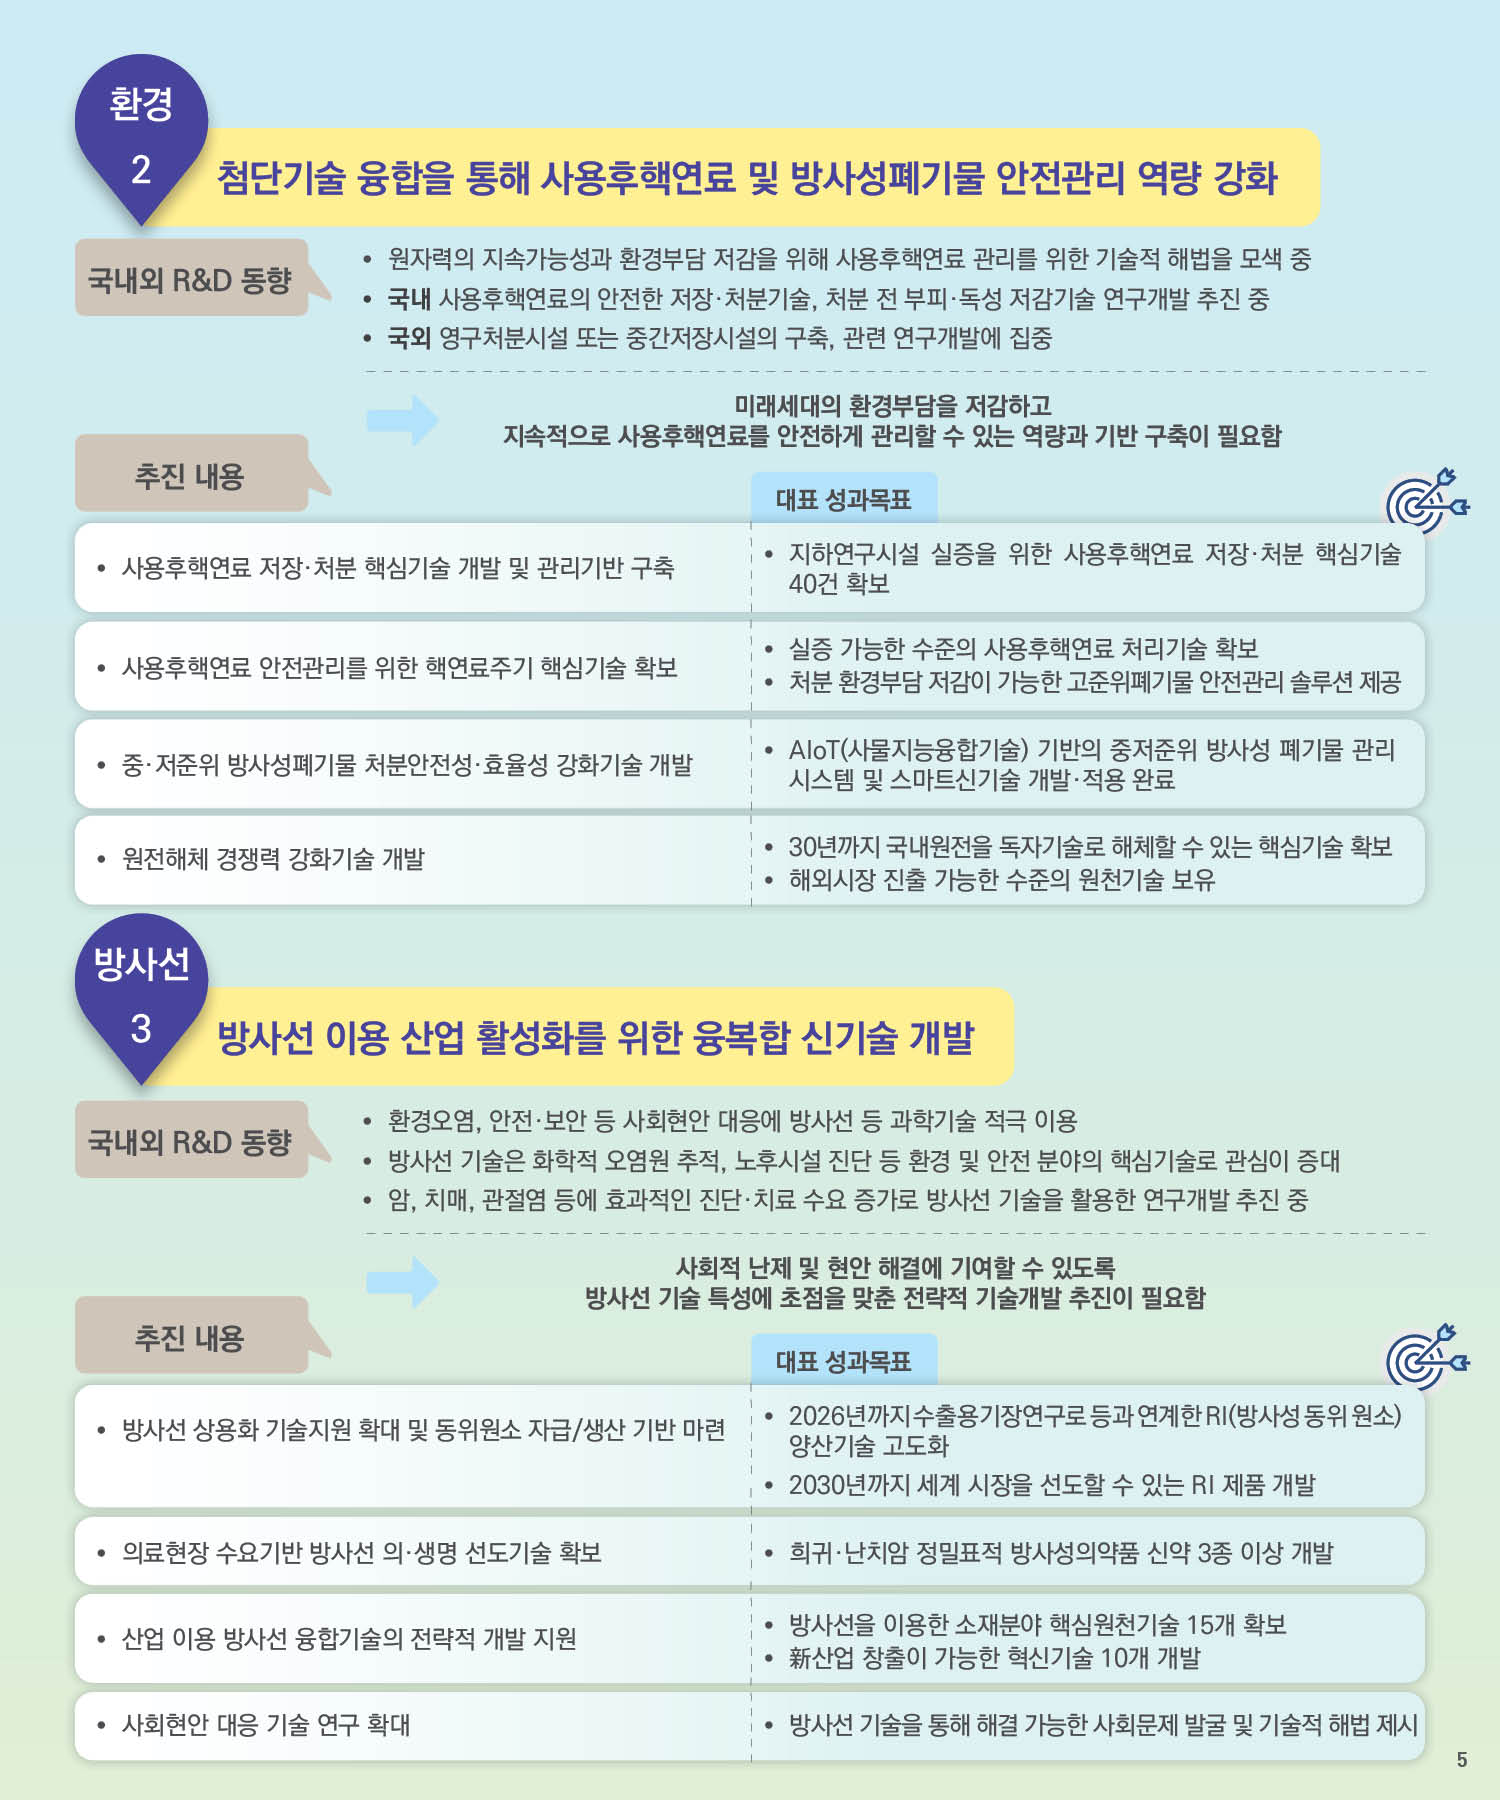 환경
2
첨단기술 융합을 통해 사용후핵연료 및 방사성폐기물 안전관리 역량 강화
국내외 R&D 동향
• 원자력의 지속가능성과 환경부담 저감을 위해 사용후핵연료 관리를 위한 기술적 해법을 모색 중
• 국내 사용후핵연료의 안전한 저장·처분기술, 처분 전 부피·독성 저감기술 연구개발 추진 중
• 국외 영구처분시설 또는 중간저장시설의 구축, 관련 연구개발에 집중
미래세대의 환경부담을 저감하고
지속적으로 사용후핵연료를 안전하게 관리할 수 있는 역량과 기반 구축이 필요함
추진 내용
대표 성과목표
• 사용후핵연료 저장·처분 핵심기술 개발 및 관리기반 구축
• 지하연구시설 실증을 위한 사용후핵연료 저장·처분 핵심기술
40건 확보
• 사용후핵연료 안전관리를 위한 핵연료주기 핵심기술 확보
• 실증 가능한 수준의 사용후핵연료 처리기술 확보
• 처분 환경부담 저감이 가능한 고준위폐기물 안전관리 솔루션 제공
• 중·저준위 방사성폐기물 처분안전성·효율성 강화기술 개발
• AIoT(사물지능융합기술) 기반의 중저준위 방사성 폐기물 관리
시스템 및 스마트신기술 개발·적용 완료
• 원전해체 경쟁력 강화기술 개발
• 30년까지 국내원전을 독자기술로 해체할 수 있는 핵심기술 확보
• 해외시장 진출 가능한 수준의 원천기술 보유
방사선
3
방사선 이용 산업 활성화를 위한 융복합 신기술 개발
국내외 R&D 동향
• 환경오염, 안전·보안 등 사회현안 대응에 방사선 등 과학기술 적극 이용
• 방사선 기술은 화학적 오염원 추적, 노후시설 진단 등 환경 및 안전 분야의 핵심기술로 관심이 증대
• 암, 치매, 관절염 등에 효과적인 진단·치료 수요 증가로 방사선 기술을 활용한 연구개발 추진 중
사회적 난제 및 현안 해결에 기여할 수 있도록
방사선 기술 특성에 초점을 맞춘 전략적 기술개발 추진이 필요함
추진 내용
대표 성과목표
• 방사선 상용화 기술지원 확대 및 동위원소 자급/생산 기반 마련
• 2026년까지 수출용기장연구로 등과 연계한 RI(방사성 동위 원소)
양산기술 고도화
• 2030년까지 세계 시장을 선도할 수 있는 RI 제품 개발
• 의료현장 수요기반 방사선 의·생명 선도기술 확보
• 희귀·난치암 정밀표적 방사성의약품 신약 3종 이상 개발
• 산업 이용 방사선 융합기술의 전략적 개발 지원
• 방사선을 이용한 소재분야 핵심원천기술 15개 확보
• 新산업 창출이 가능한 혁신기술 10개 개발
• 사회현안 대응 기술 연구 확대
• 방사선 기술을 통해 해결 가능한 사회문제 발굴 및 기술적 해법 제시
5